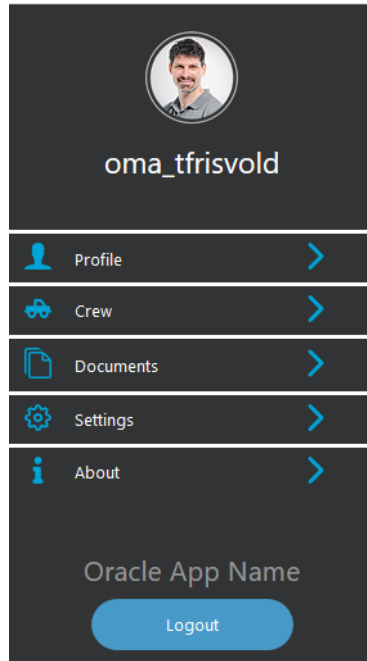 oma_tfrisvold
Profile
Crew
Documents
Settings
About
Oracle App Name
Logout